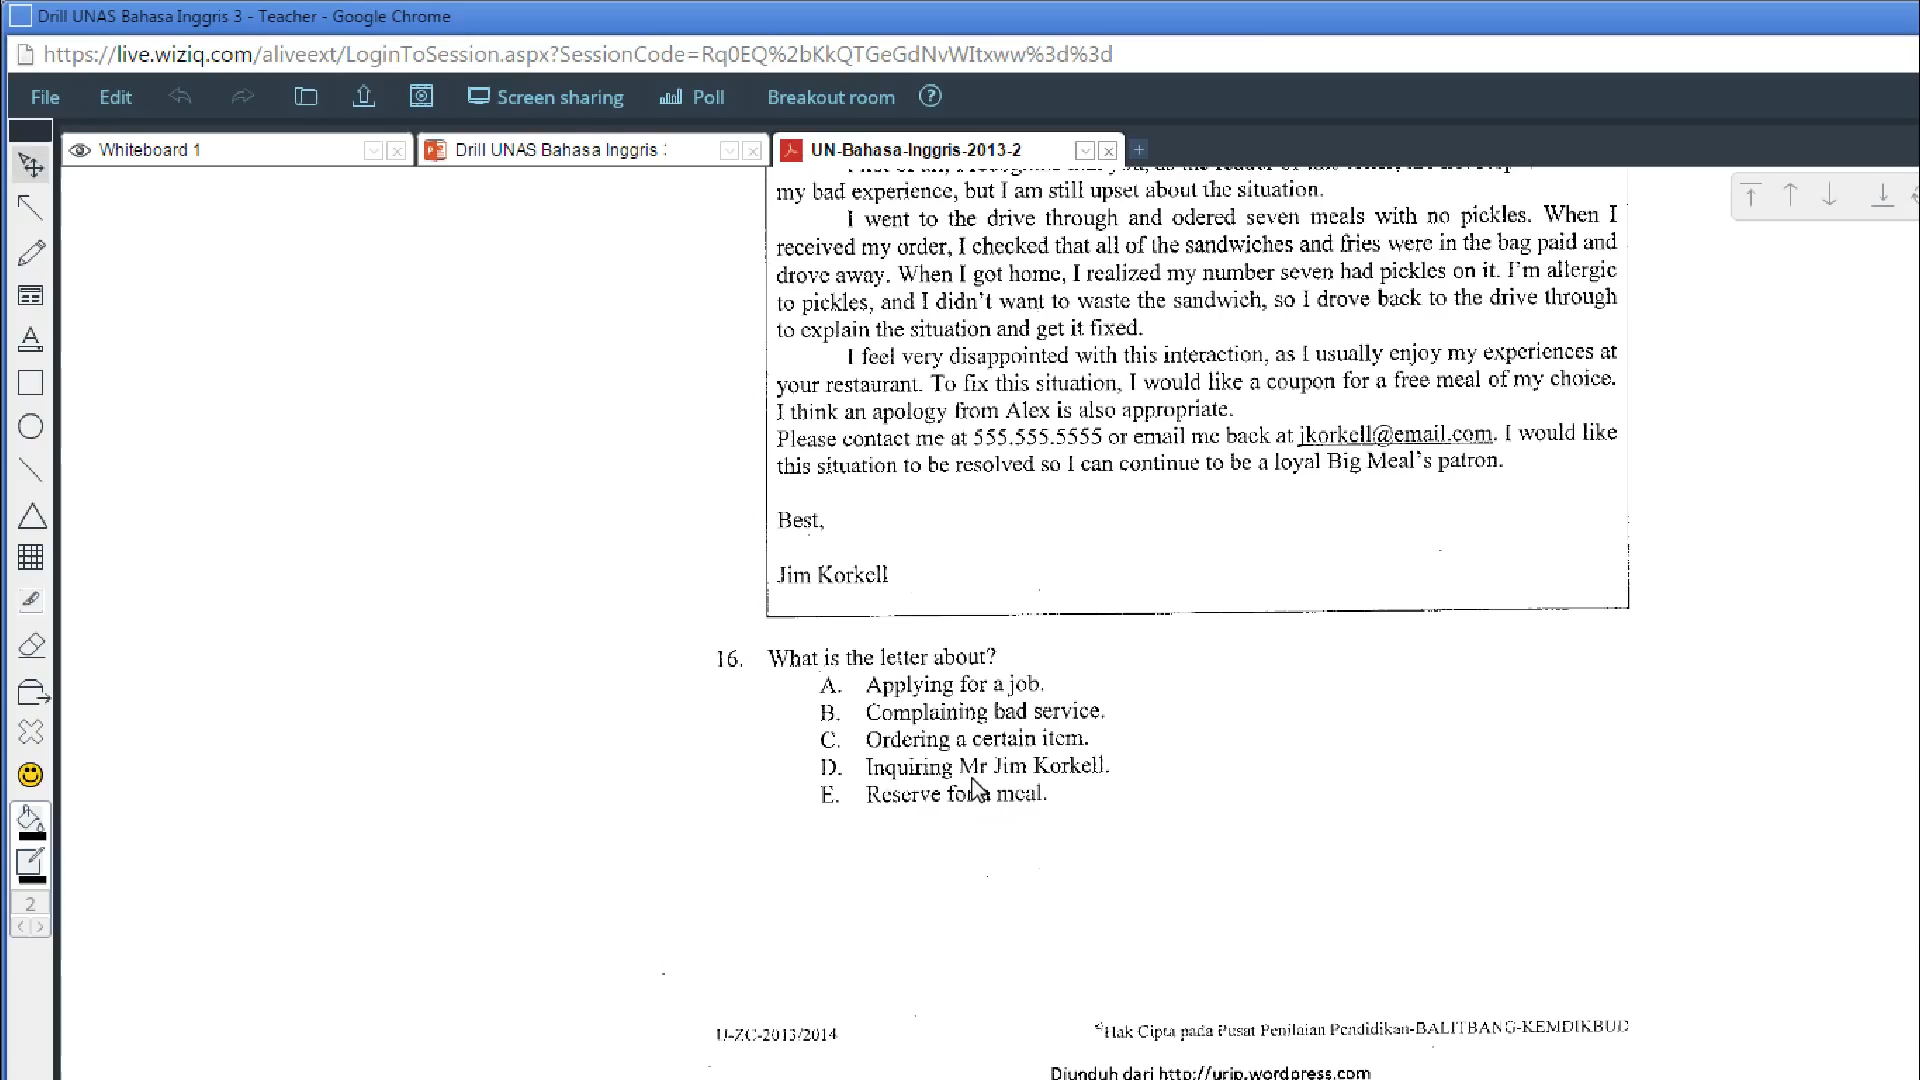 Drill UNAS Bahasa Inggris 3 - Teacher - Google Chrome
https://live.wiziq.com/aliveext/LoginToSession.aspx?SessionCode=Rq0EQ%2bKkQTGeGdNvWItxww%3d%3d
File Edit Screen sharing Poll Breakout room ?
Whiteboard 1 Drill UNAS Bahasa Inggris : UN-Bahasa-Inggris-2013-2 +
my bad experience, but I am still upset about the situation.
I went to the drive through and odered seven meals with no pickles. When I
received my order, I checked that all of the sandwiches and fries were in the bag paid and
drove away. When I got home, I realized my number seven had pickles on it. I'm allergic
to pickles, and I didn't want to waste the sandwich, so I drove back to the drive through
to explain the situation and get it fixed.
I feel very disappointed with this interaction, as I usually enjoy my experiences at
your restaurant. To fix this situation, I would like a coupon for a free meal of my choice.
I think an apology from Alex is also appropriate.
Please contact me at 555.555.5555 or email me back at jkorkell@email.com. I would like
this situation to be resolved so I can continue to be a loyal Big Meal's patron.
Best,
Jim Korkell
16. What is the letter about?
A. Applying for a job.
B. Complaining bad service.
C. Ordering a certain item.
D. Inquiring Mr Jim Korkell.
E. Reserve for a meal.
2
U-ZC-2013/2014
Hak Cipta pada Pusat Penilaian Pendidikan-BALITBANG-KEMDIKBUD
Diunduh dari http://urip.wordpress.com